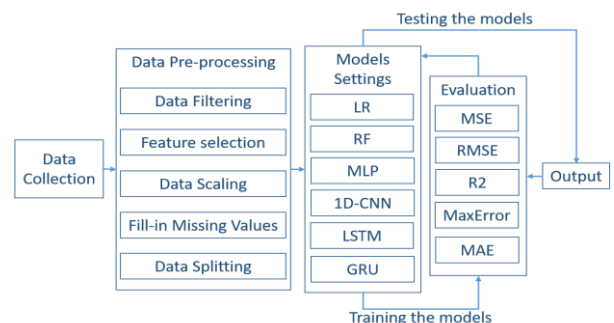 Testing the models
Data Collection
Data Pre-processing
Data Filtering
Feature selection
Data Scaling
Fill-in Missing Values
Data Splitting
Models
Settings
LR
RF
MLP
1D-CNN
LSTM
GRU
Evaluation
MSE
RMSE
R2
MaxError
MAE
Output
Training the models